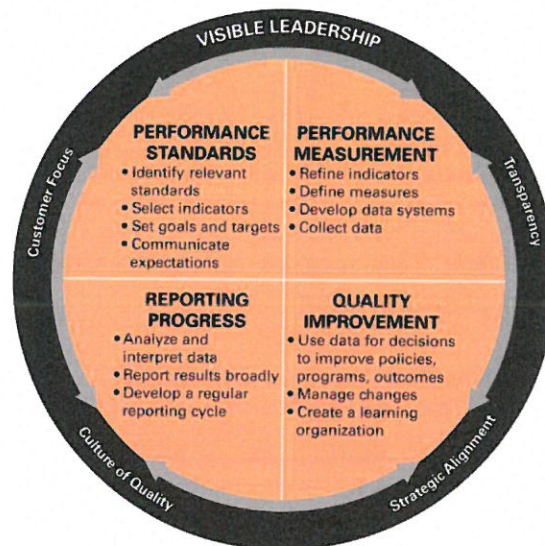 VISIBLE LEADERSHIP
Customer Focus
Transparency
PERFORMANCE
STANDARDS
• Identify relevant
standards
• Select indicators
• Set goals and targets
• Communicate
expectations
PERFORMANCE
MEASUREMENT
• Refine indicators
• Define measures
• Develop data systems
• Collect data
REPORTING
PROGRESS
• Analyze and
interpret data
• Report results broadly
• Develop a regular
reporting cycle
QUALITY
IMPROVEMENT
• Use data for decisions
to improve policies,
programs, outcomes
• Manage changes
• Create a learning
organization
Culture of Quality
Strategic Alignment